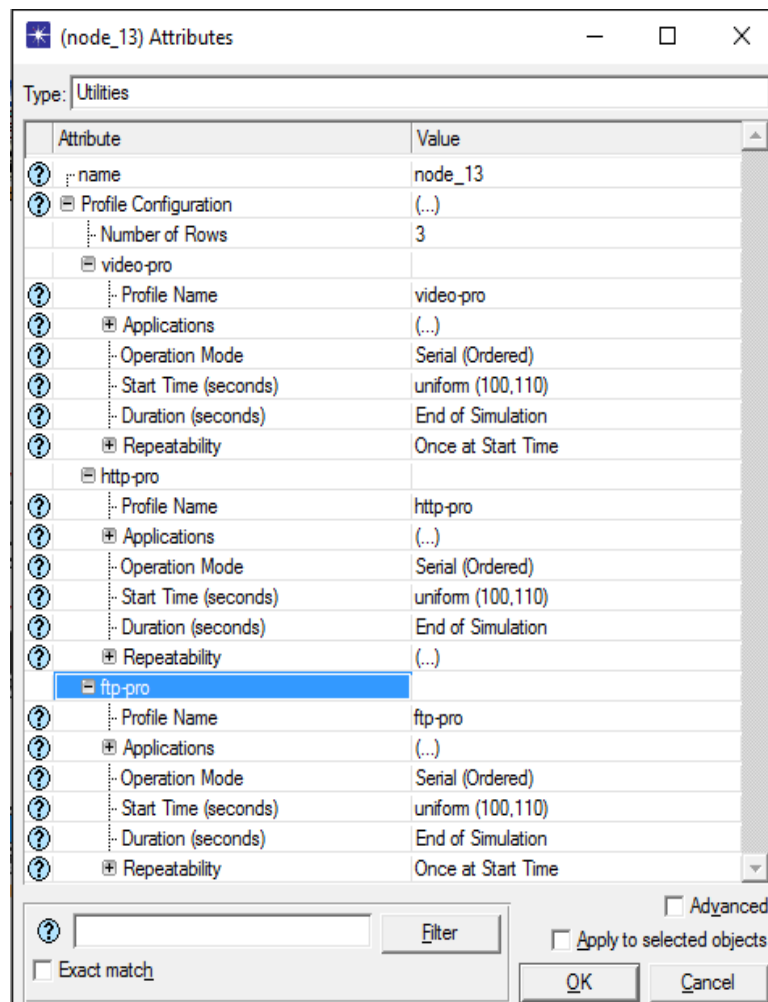 (node_13) Attributes
Type: Utilities
Attribute Value
name node_13
Profile Configuration (...)
Number of Rows 3
video-pro
Profile Name video-pro
Applications (...)
Operation Mode Serial (Ordered)
Start Time (seconds) uniform (100,110)
Duration (seconds) End of Simulation
Repeatability Once at Start Time
http-pro
Profile Name http-pro
Applications (...)
Operation Mode Serial (Ordered)
Start Time (seconds) uniform (100,110)
Duration (seconds) End of Simulation
Repeatability (...)
ftp-pro
Profile Name ftp-pro
Applications (...)
Operation Mode Serial (Ordered)
Start Time (seconds) uniform (100,110)
Duration (seconds) End of Simulation
Repeatability Once at Start Time
Advanced
Filter
Apply to selected objects
Exact match
OK Cancel